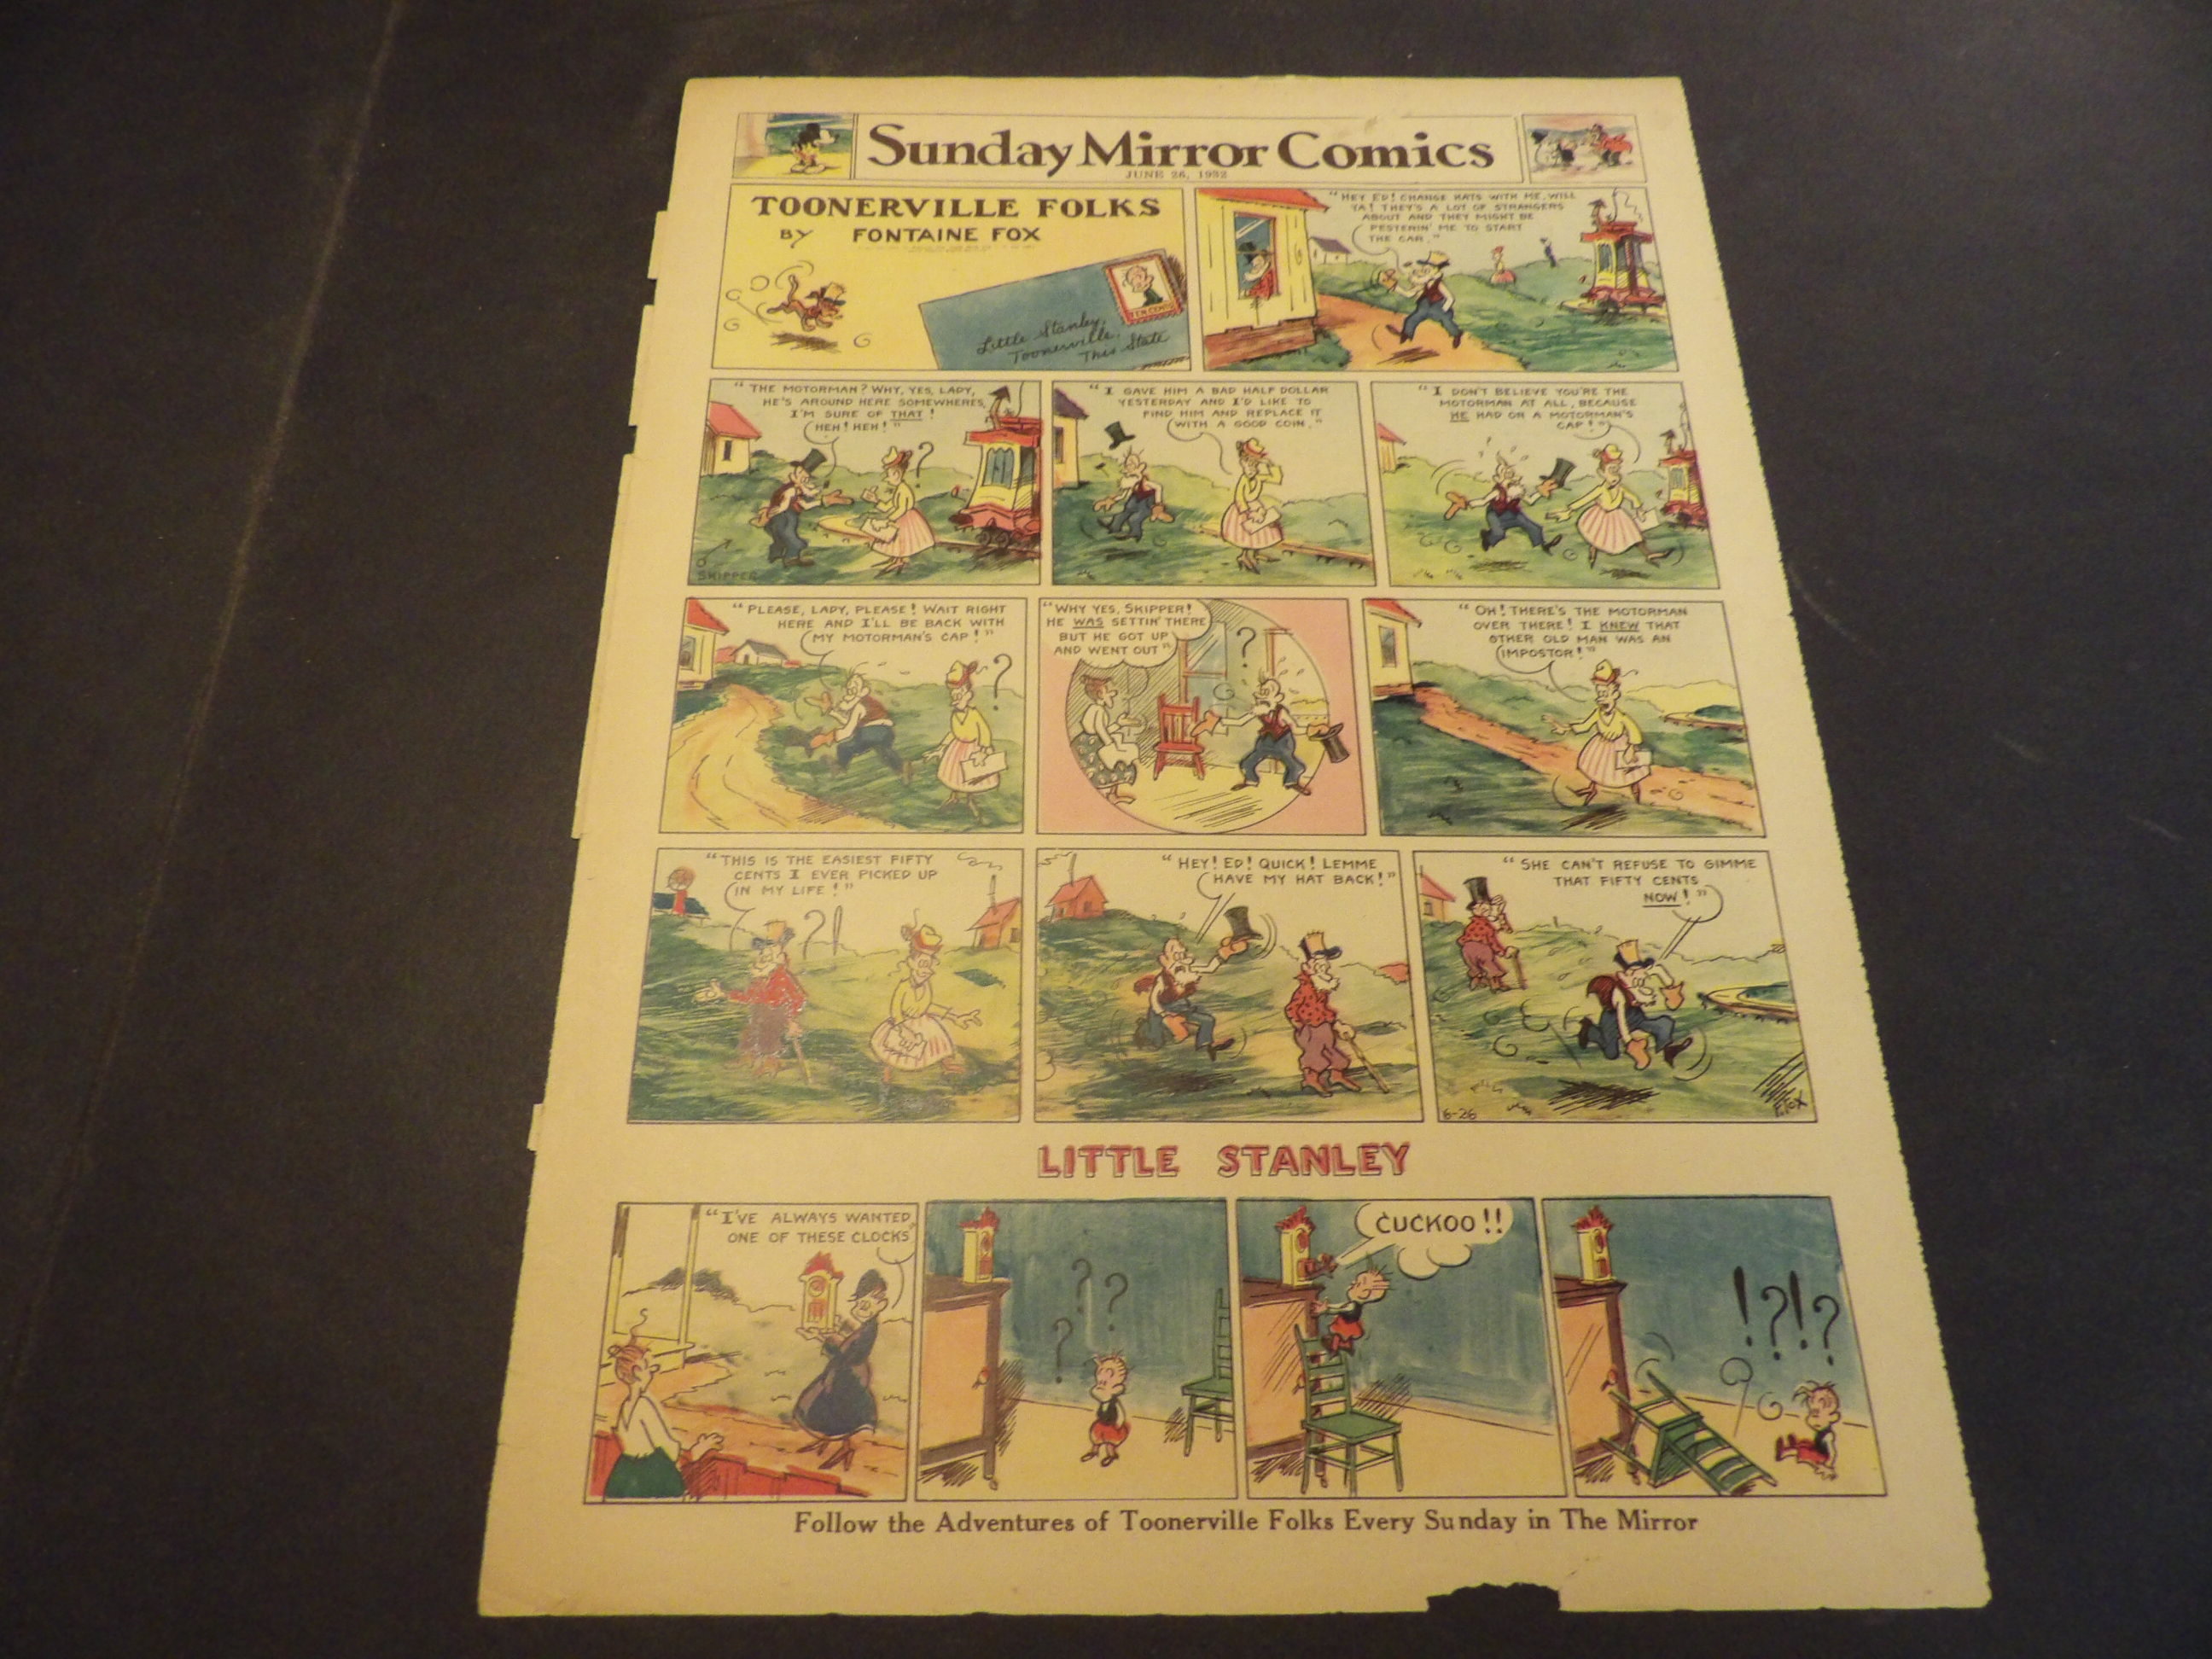 Sunday Mirror Comics
JUNE 26, 1932
TOONERVILLE FOLKS
BY FONTAINE FOX
TEN CENTS
Little Stanley,
Toonerville,
This State
"HEY ED! CHANGE HATS WITH ME, WILL
YA! THEY'S A LOT OF STRANGERS
ABOUT AND THEY MIGHT BE
PESTERIN' ME TO START
THE CAR."
"THE MOTORMAN? WHY, YES, LADY,
HE'S AROUND HERE SOMEWHERES,
I'M SURE OF THAT!
HEH! HEH!"
?
SKIPPER
"I GAVE HIM A BAD HALF DOLLAR
YESTERDAY AND I'D LIKE TO
FIND HIM AND REPLACE IT
WITH A GOOD COIN."
"I DON'T BELIEVE YOU'RE THE
MOTORMAN AT ALL, BECAUSE
HE HAD ON A MOTORMAN'S
CAP!"
"PLEASE, LADY, PLEASE! WAIT RIGHT
HERE AND I'LL BE BACK WITH
MY MOTORMAN'S CAP!"
?
"WHY YES, SKIPPER!
HE WAS SETTIN' THERE
BUT HE GOT UP
AND WENT OUT"
?
"OH! THERE'S THE MOTORMAN
OVER THERE! I KNEW THAT
OTHER OLD MAN WAS AN
IMPOSTOR!"
"THIS IS THE EASIEST FIFTY
CENTS I EVER PICKED UP
IN MY LIFE!"
?!
"HEY! ED! QUICK! LEMME
HAVE MY HAT BACK!"
"SHE CAN'T REFUSE TO GIMME
THAT FIFTY CENTS
NOW!"
6-26
F. FOX
LITTLE STANLEY
"I'VE ALWAYS WANTED
ONE OF THESE CLOCKS
? ? ?
CUCKOO!!
!?!?
Follow the Adventures of Toonerville Folks Every Sunday in The Mirror